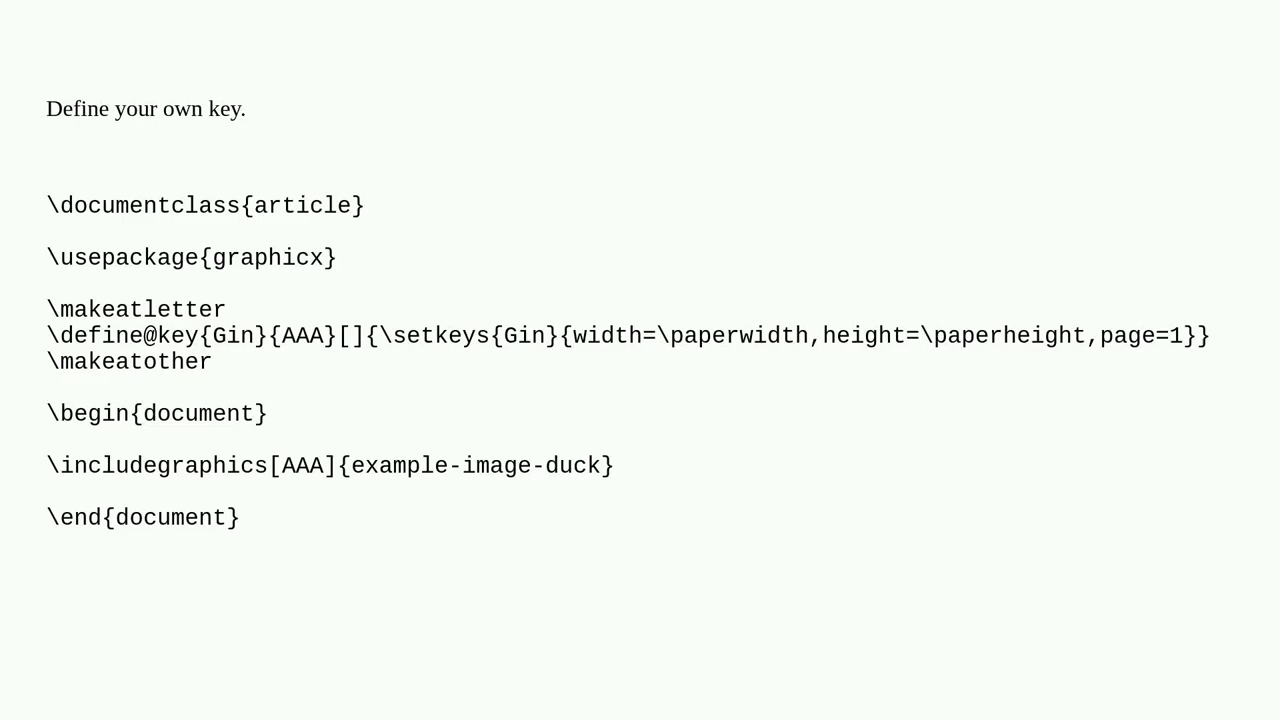 Define your own key.
\documentclass{article}
\usepackage{graphicx}
\makeatletter
\define@key{Gin}{AAA}[]{\setkeys{Gin}{width=\paperwidth,height=\paperheight,page=1}}
\makeatother
\begin{document}
\includegraphics[AAA]{example-image-duck}
\end{document}